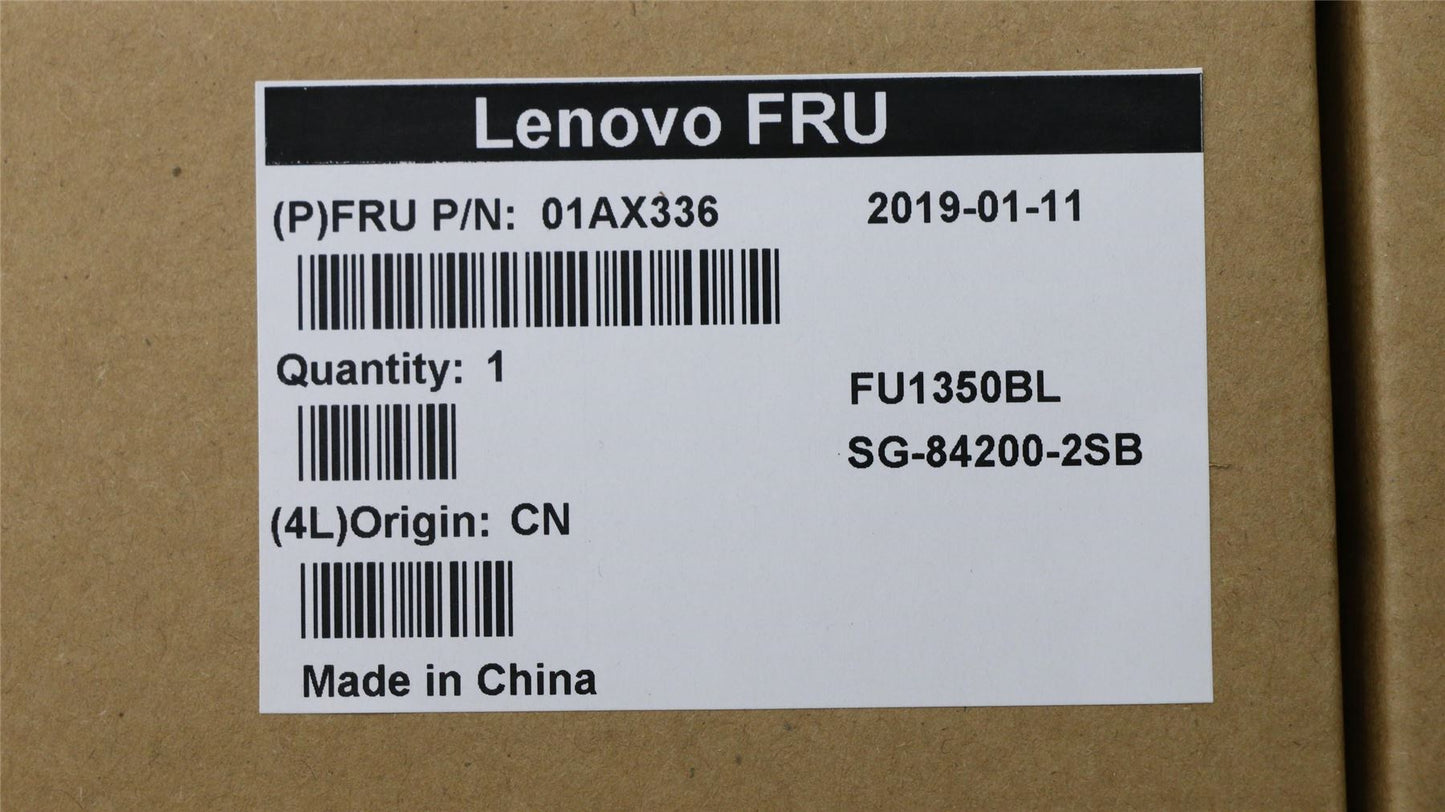 Lenovo FRU
(P)FRU P/N: 01AX336 2019-01-11
Quantity: 1
FU1350BL
SG-84200-2SB
(4L)Origin: CN
Made in China